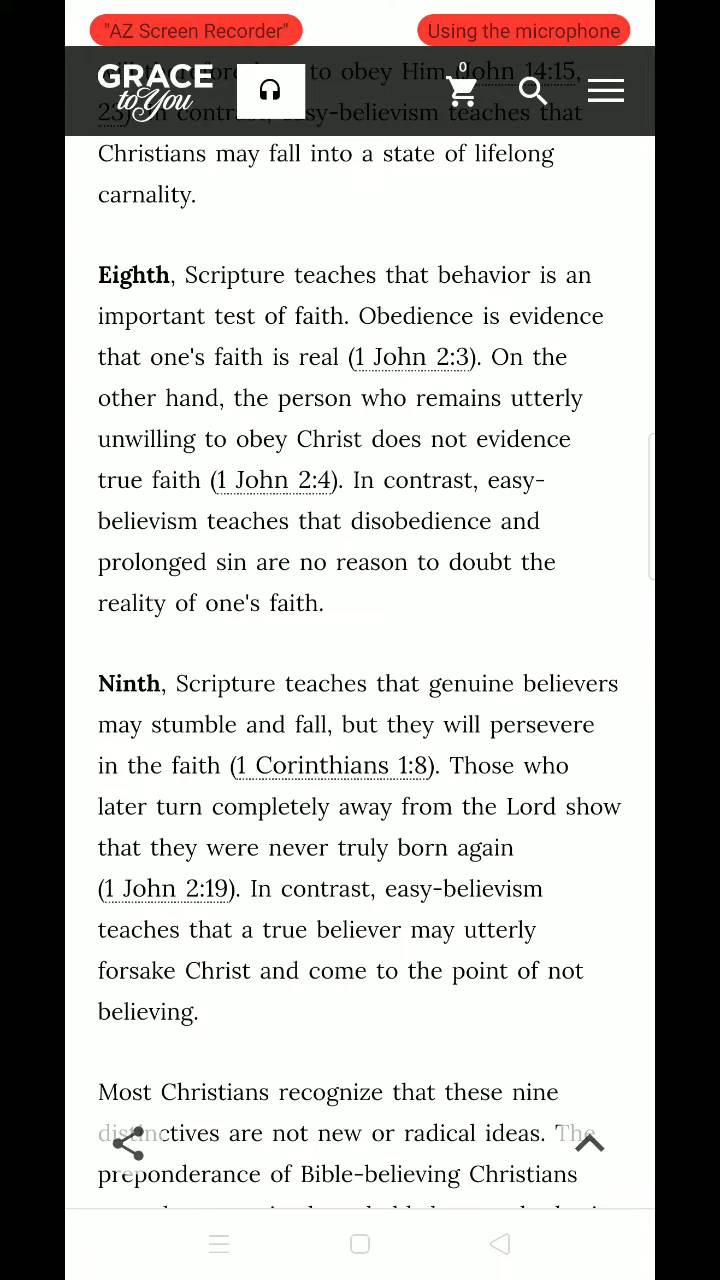 "AZ Screen Recorder"
Using the microphone
GRACE
to You
0
to obey Him (John 14:15,
23). In contrast, easy-believism teaches that
Christians may fall into a state of lifelong
carnality.
Eighth, Scripture teaches that behavior is an
important test of faith. Obedience is evidence
that one's faith is real (1 John 2:3). On the
other hand, the person who remains utterly
unwilling to obey Christ does not evidence
true faith (1 John 2:4). In contrast, easy-
believism teaches that disobedience and
prolonged sin are no reason to doubt the
reality of one's faith.
Ninth, Scripture teaches that genuine believers
may stumble and fall, but they will persevere
in the faith (1 Corinthians 1:8). Those who
later turn completely away from the Lord show
that they were never truly born again
(1 John 2:19). In contrast, easy-believism
teaches that a true believer may utterly
forsake Christ and come to the point of not
believing.
Most Christians recognize that these nine
distinctives are not new or radical ideas. The
preponderance of Bible-believing Christians